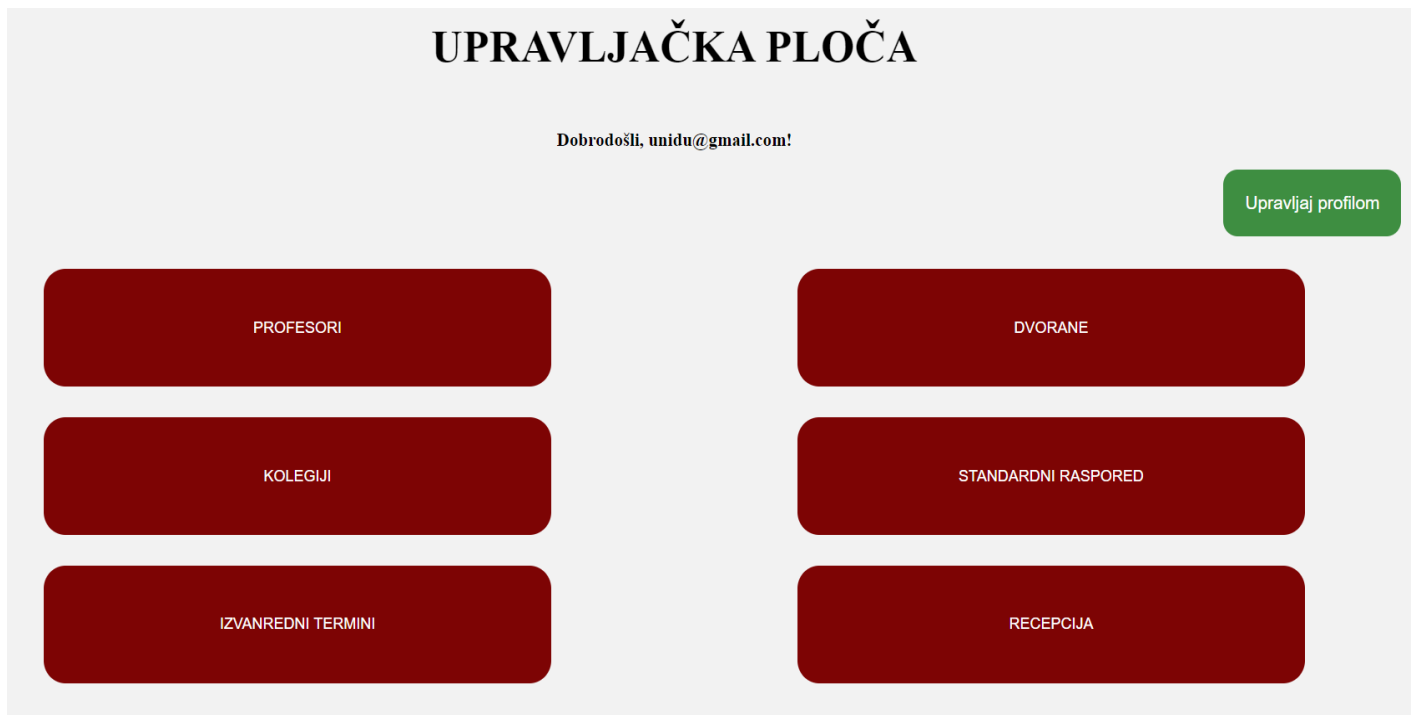 UPRAVLJAČKA PLOČA
Dobrodošli, unidu@gmail.com!
Upravljaj profilom
PROFESORI
DVORANE
KOLEGIJI
STANDARDNI RASPORED
IZVANREDNI TERMINI
RECEPCIJA